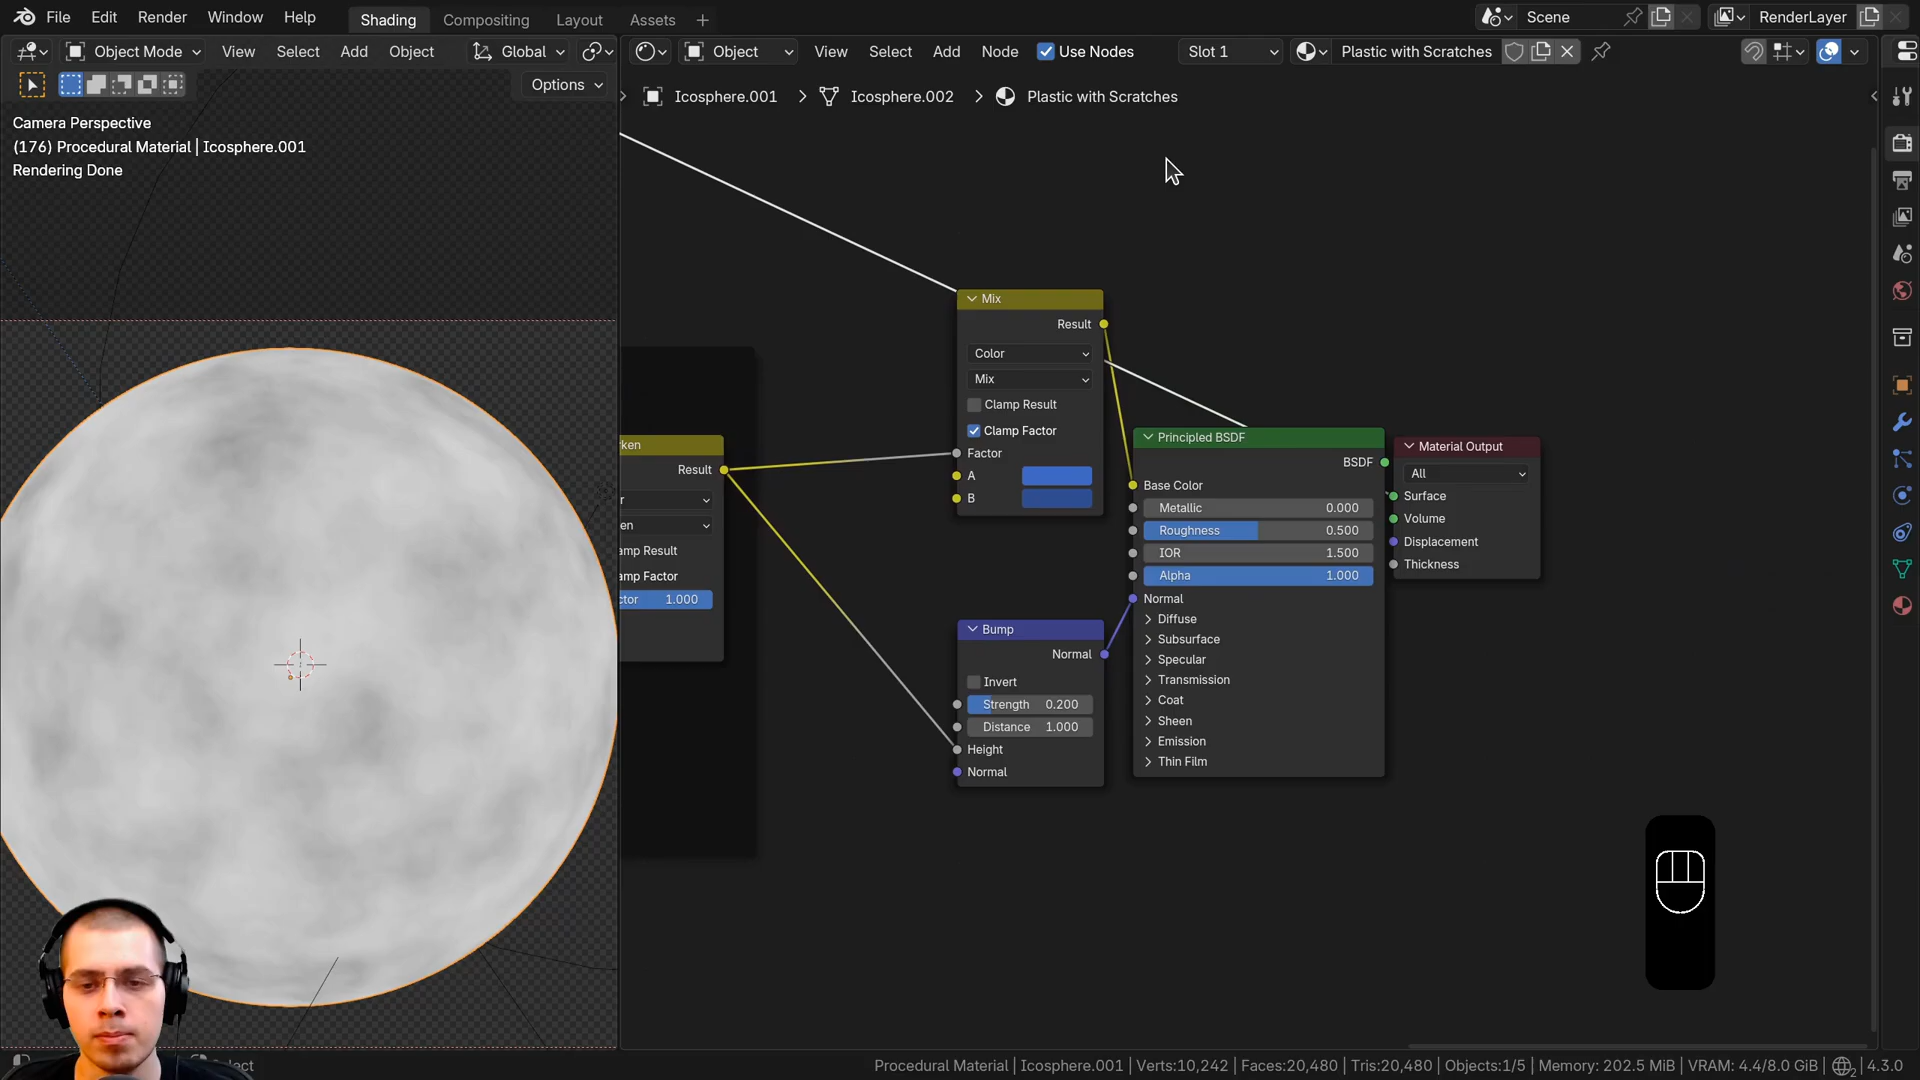 File Edit Render Window Help Shading Compositing Layout Assets Scene RenderLayer
Object Mode View Select Add Object Global Object View Select Add Node Use Nodes Slot 1 Plastic with Scratches
Options
Icosphere.001 Icosphere.002 Plastic with Scratches
Camera Perspective
(176) Procedural Material | Icosphere.001
Rendering Done
rken
Result
r
en
amp Result
amp Factor
ctor 1.000
Mix
Result
Color
Mix
Clamp Result
Clamp Factor
Factor
A
B
Bump
Normal
Invert
Strength 0.200
Distance 1.000
Height
Normal
Principled BSDF
BSDF
Base Color
Metallic 0.000
Roughness 0.500
IOR 1.500
Alpha 1.000
Normal
Diffuse
Subsurface
Specular
Transmission
Coat
Sheen
Emission
Thin Film
Material Output
All
Surface
Volume
Displacement
Thickness
Procedural Material | Icosphere.001 | Verts:10,242 | Faces:20,480 | Tris:20,480 | Objects:1/5 | Memory: 202.5 MiB | VRAM: 4.4/8.0 GiB | 4.3.0